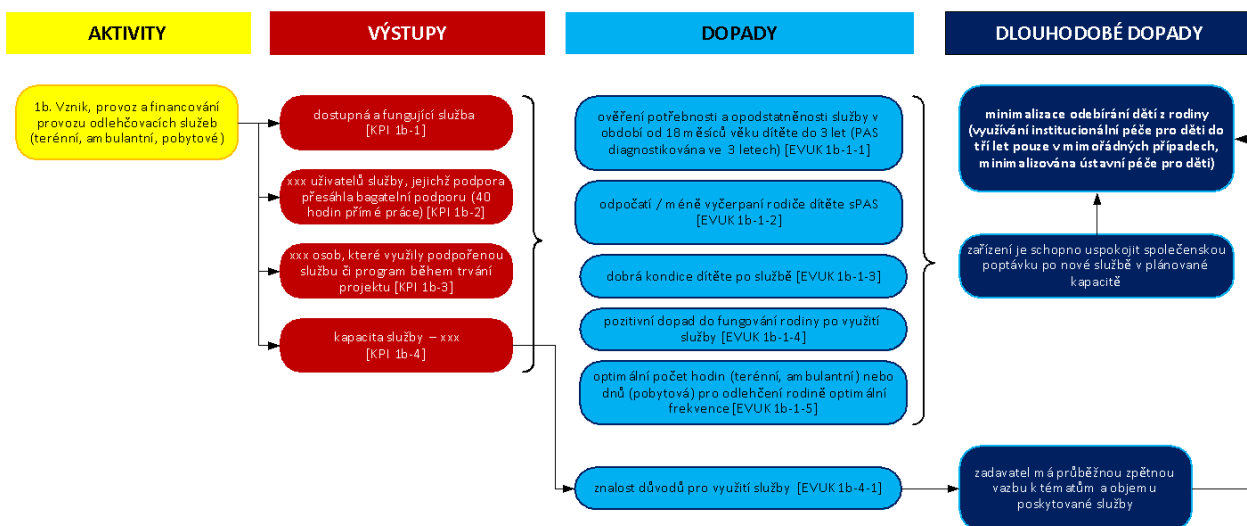 AKTIVITY
VÝSTUPY
DOPADY
DLOUHODOBÉ DOPADY
1b. Vznik, provoz a financování
provozu odlehčovacích služeb
(terénní, ambulantní, pobytové)
dostupná a fungující služba
[KPI 1b-1]
xxx uživatelů služby, jejichž podpora
přesáhla bagatelní podporu (40
hodin přímé práce) [KPI 1b-2]
xxx osob, které využily podpořenou
službu či program během trvání
projektu [KPI 1b-3]
kapacita služby – xxx
[KPI 1b-4]
ověření potřebnosti a opodstatněnosti služby v
období od 18 měsíců věku dítěte do 3 let (PAS
diagnostikována ve 3 letech) [EVUK 1b-1-1]
odpočatí / méně vyčerpaní rodiče dítěte sPAS
[EVUK 1b-1-2]
dobrá kondice dítěte po službě [EVUK 1b-1-3]
pozitivní dopad do fungování rodiny po využití
služby [EVUK 1b-1-4]
optimální počet hodin (terénní, ambulantní) nebo
dnů (pobytová) pro odlehčení rodině optimální
frekvence [EVUK 1b-1-5]
znalost důvodů pro využití služby [EVUK 1b-4-1]
minimalizace odebírání dětí z rodiny
(využívání institucionální péče pro děti do
tří let pouze v mimořádných případech,
minimalizována ústavní péče pro děti)
zařízení je schopno uspokojit společenskou
poptávku po nové službě v plánované
kapacitě
zadavatel má průběžnou zpětnou
vazbu k tématům a objemu
poskytované služby